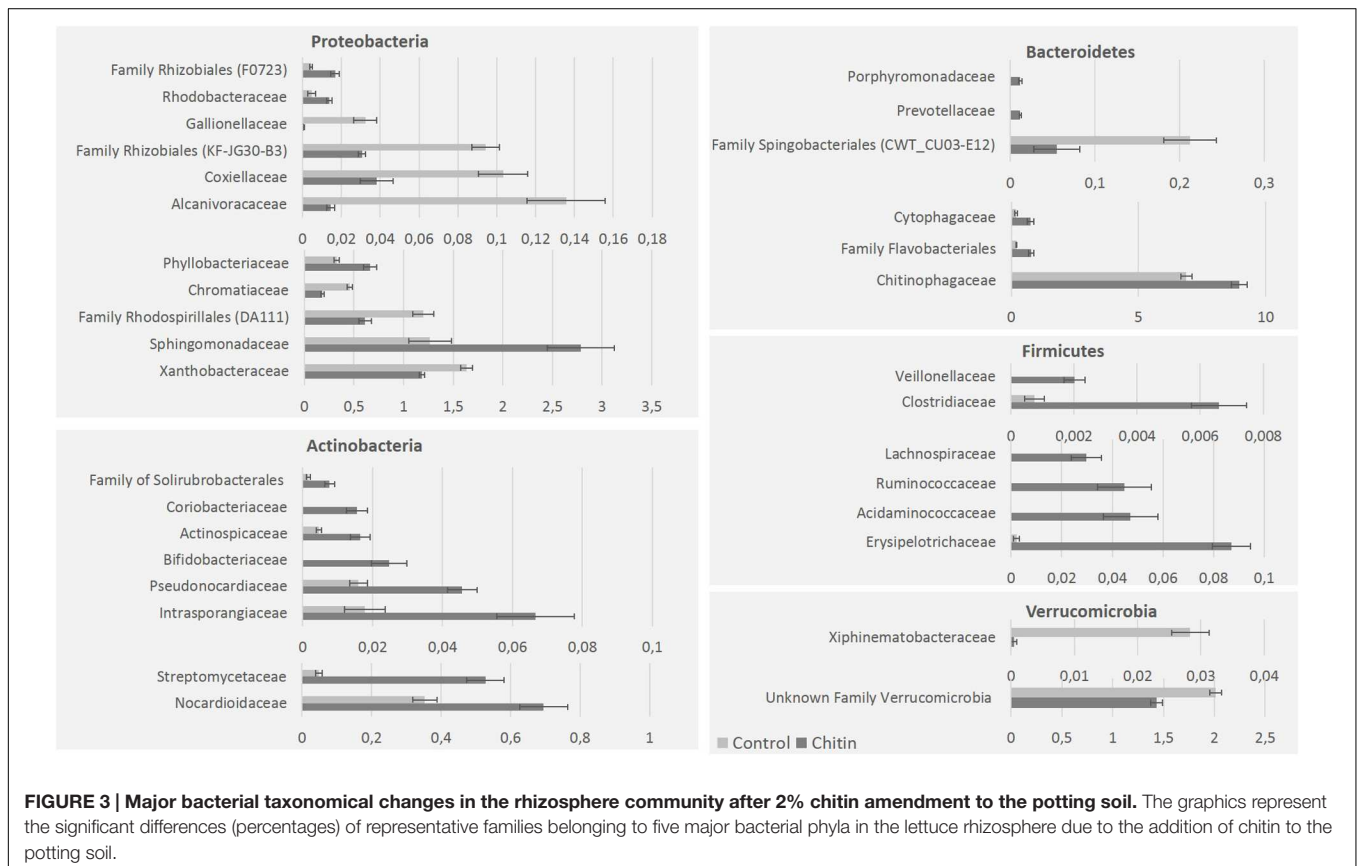 Proteobacteria
Family Rhizobiales (F0723)
Rhodobacteraceae
Gallionellaceae
Family Rhizobiales (KF-JG30-B3)
Coxiellaceae
Alcanivoracaceae
0 0,02 0,04 0,06 0,08 0,1 0,12 0,14 0,16 0,18
Phyllobacteriaceae
Chromatiaceae
Family Rhodospirillales (DA111)
Sphingomonadaceae
Xanthobacteraceae
0 0,5 1 1,5 2 2,5 3 3,5
Actinobacteria
Family of Solirubrobacterales
Coriobacteriaceae
Actinospicaceae
Bifidobacteriaceae
Pseudonocardiaceae
Intrasporangiaceae
0 0,02 0,04 0,06 0,08 0,1
Streptomycetaceae
Nocardioidaceae
0 0,2 0,4 0,6 0,8 1
Bacteroidetes
Porphyromonadaceae
Prevotellaceae
Family Spingobacteriales (CWT_CU03-E12)
0 0,1 0,2 0,3
Cytophagaceae
Family Flavobacteriales
Chitinophagaceae
0 5 10
Firmicutes
Veillonellaceae
Clostridiaceae
0 0,002 0,004 0,006 0,008
Lachnospiraceae
Ruminococcaceae
Acidaminococcaceae
Erysipelotrichaceae
0 0,02 0,04 0,06 0,08 0,1
Verrucomicrobia
Xiphinematobacteraceae
0 0,01 0,02 0,03 0,04
Unknown Family Verrucomicrobia
0 0,5 1 1,5 2 2,5
Control Chitin
FIGURE 3 | Major bacterial taxonomical changes in the rhizosphere community after 2% chitin amendment to the potting soil. The graphics represent
the significant differences (percentages) of representative families belonging to five major bacterial phyla in the lettuce rhizosphere due to the addition of chitin to the
potting soil.